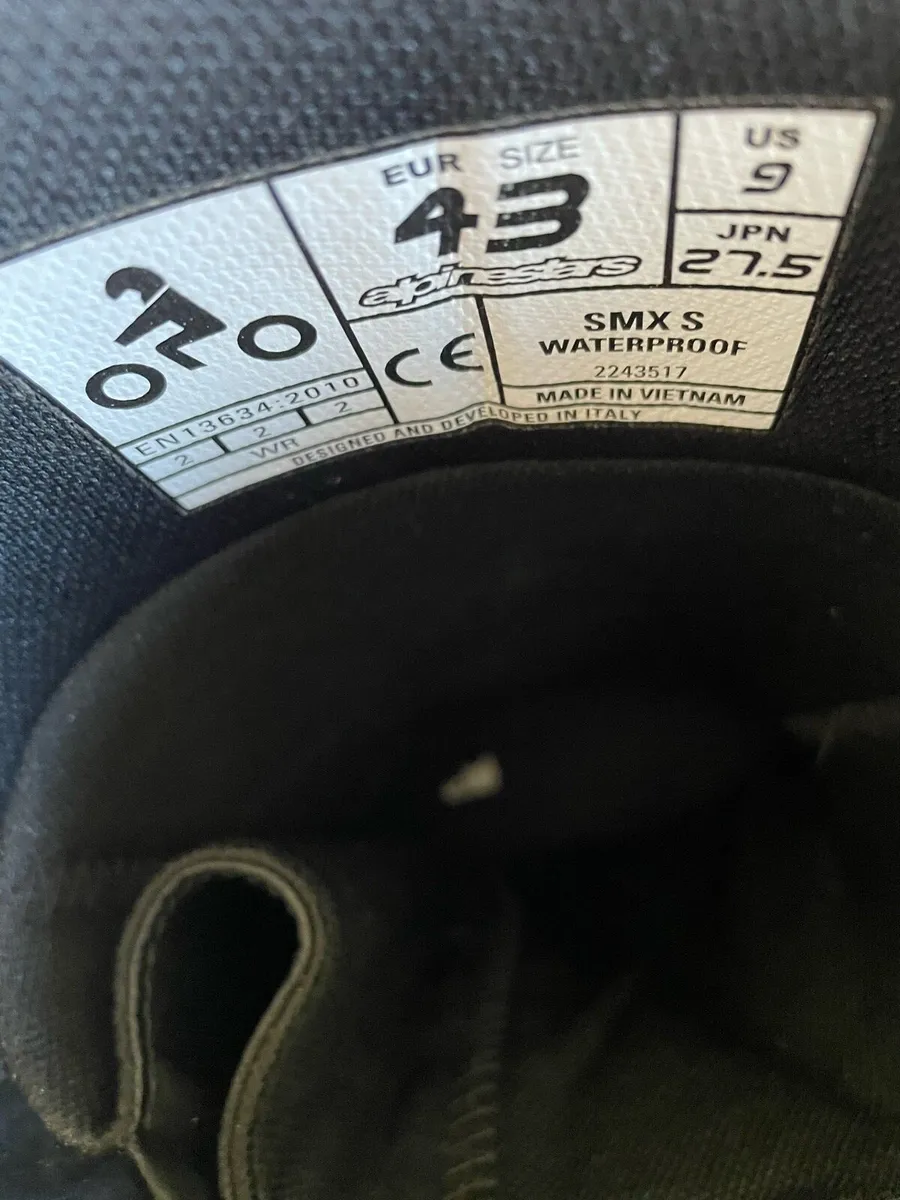 EUR SIZE
43
alpinestars
US
9
JPN
27.5
CE
SMX S
WATERPROOF
2243517
MADE IN VIETNAM
EN13634:2010
2 2 2
WR
DESIGNED AND DEVELOPED IN ITALY